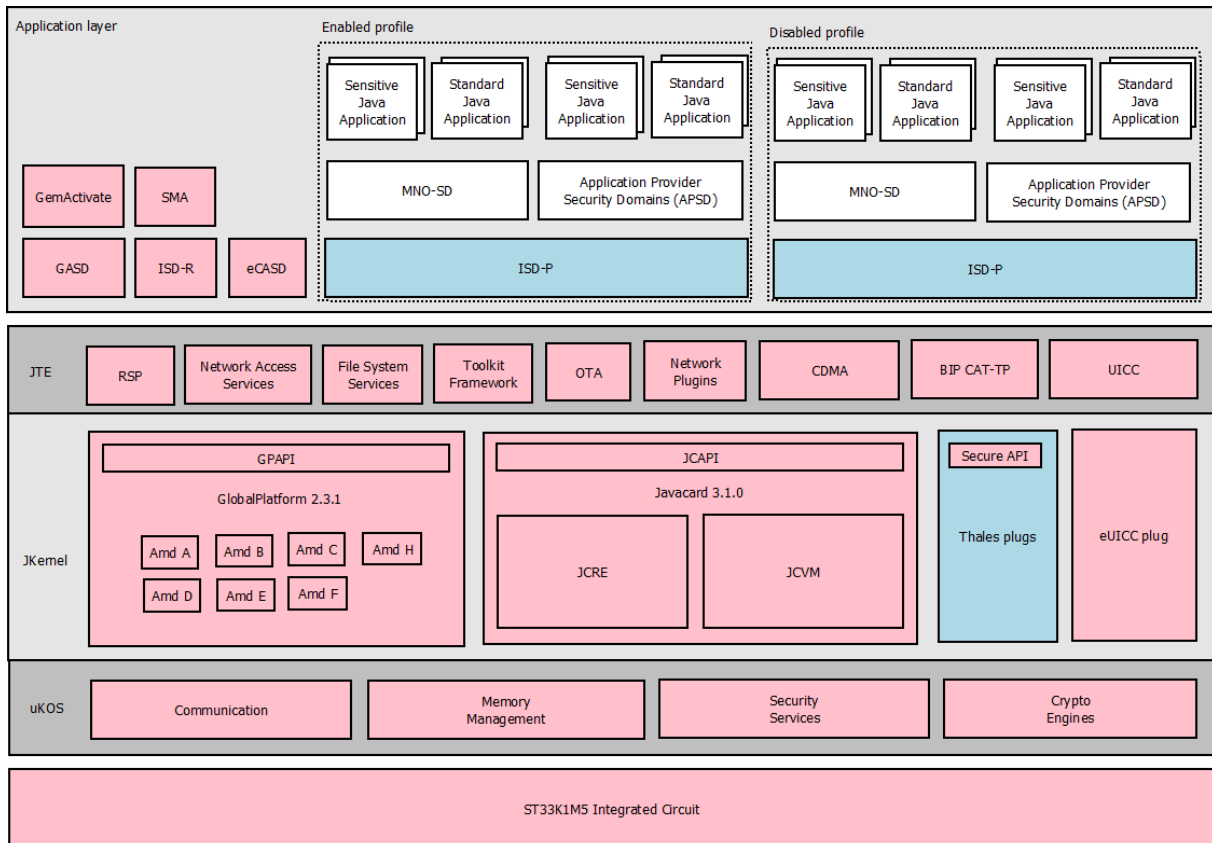 Application layer
Enabled profile
Disabled profile
Sensitive
Java
Application
Standard
Java
Application
Sensitive
Java
Application
Standard
Java
Application
Sensitive
Java
Application
Standard
Java
Application
Sensitive
Java
Application
Standard
Java
Application
GemActivate
SMA
MNO-SD
Application Provider
Security Domains (APSD)
MNO-SD
Application Provider
Security Domains (APSD)
GASD
ISD-R
eCASD
ISD-P
ISD-P
JTE
RSP
Network Access
Services
File System
Services
Toolkit
Framework
OTA
Network
Plugins
CDMA
BIP CAT-TP
UICC
JKernel
GPAPI
GlobalPlatform 2.3.1
Amd A
Amd B
Amd C
Amd H
Amd D
Amd E
Amd F
JCAPI
Javacard 3.1.0
JCRE
JCVM
Secure API
Thales plugs
eUICC plug
uKOS
Communication
Memory
Management
Security
Services
Crypto
Engines
ST33K1M5 Integrated Circuit